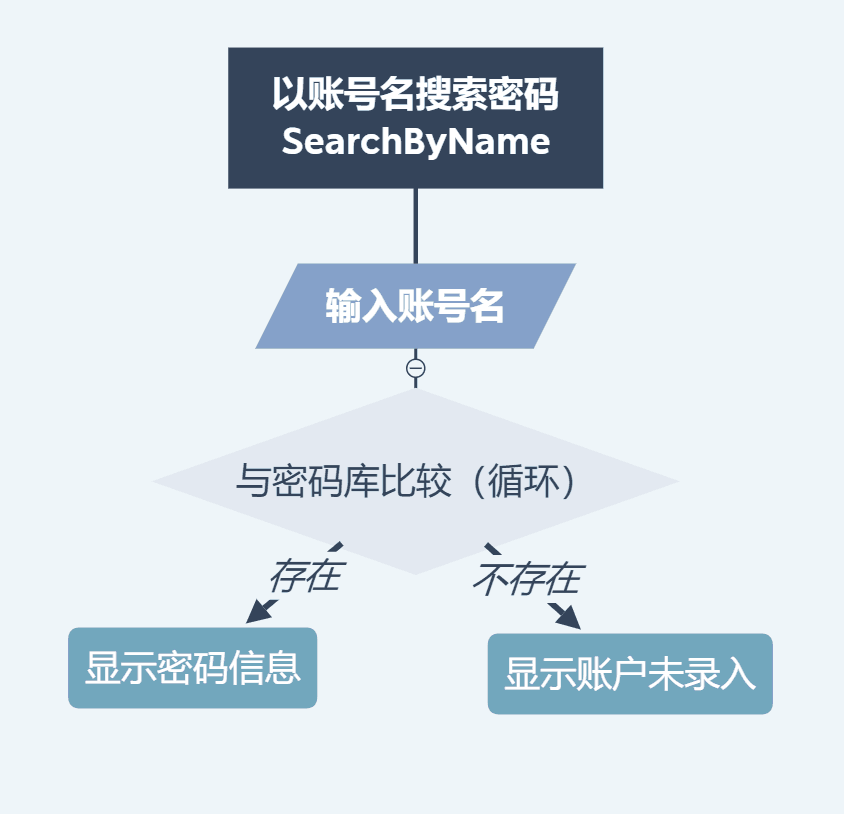 以账号名搜索密码
SearchByName
输入账号名
与密码库比较（循环）
存在
不存在
显示密码信息
显示账户未录入